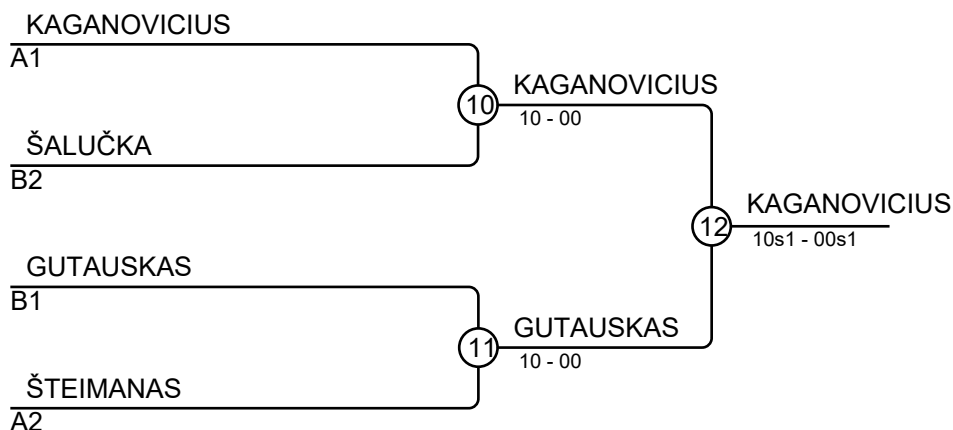 KAGANOVICIUS
A1
10
KAGANOVICIUS
10 - 00
ŠALUČKA
B2
12
KAGANOVICIUS
10s1 - 00s1
GUTAUSKAS
B1
11
GUTAUSKAS
10 - 00
ŠTEIMANAS
A2